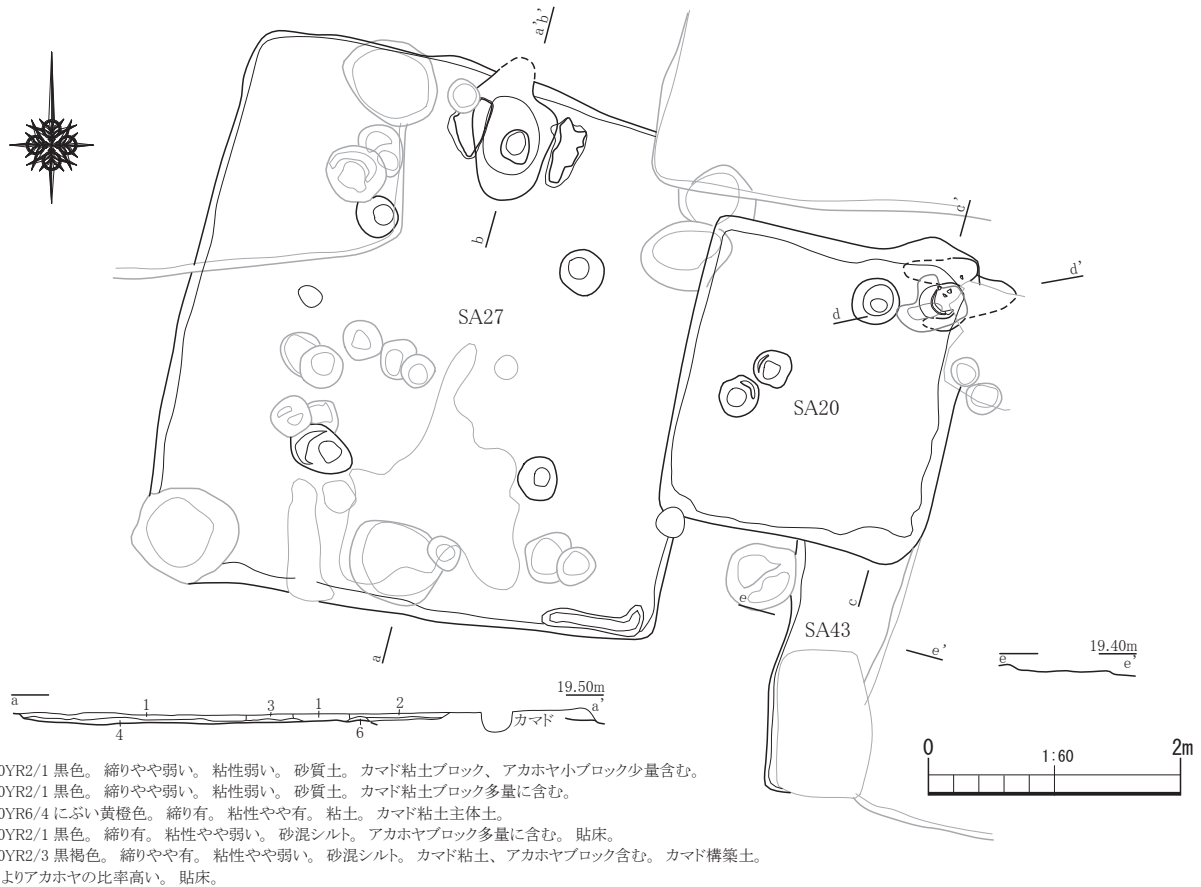 a'b'
c'
d'
b
SA27
d
SA20
e
c
SA43
a
e'
19.40m
e
e'
19.50m
a
1
3
1
2
a'
カマド
4
6
0
1:60
2m
0YR2/1 黒色。 締りやや弱い。 粘性弱い。 砂質土。 カマド粘土ブロック、 アカホヤ小ブロック少量含む。
0YR2/1 黒色。 締りやや弱い。 粘性弱い。 砂質土。 カマド粘土ブロック多量に含む。
0YR6/4 にぶい黄橙色。 締り有。 粘性やや有。 粘土。 カマド粘土主体土。
0YR2/1 黒色。 締り有。 粘性やや弱い。 砂混シルト。 アカホヤブロック多量に含む。 貼床。
0YR2/3 黒褐色。 締りやや有。 粘性やや弱い。 砂混シルト。 カマド粘土、 アカホヤブロック含む。 カマド構築土。
よりアカホヤの比率高い。 貼床。